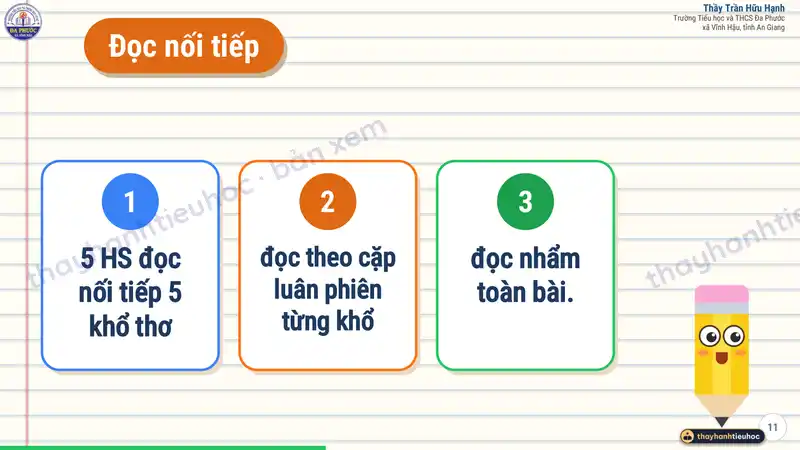 Thầy Trần Hữu Hạnh
Trường Tiểu học và THCS Đa Phước
xã Vĩnh Hậu, tỉnh An Giang
ĐA PHƯỚC
Đọc nối tiếp
1
5 HS đọc
nối tiếp 5
khổ thơ
2
đọc theo cặp
luân phiên
từng khổ
3
đọc nhẩm
toàn bài.
thayhanhtieuhoc · bản xem
thayhanhtieuhoc
11